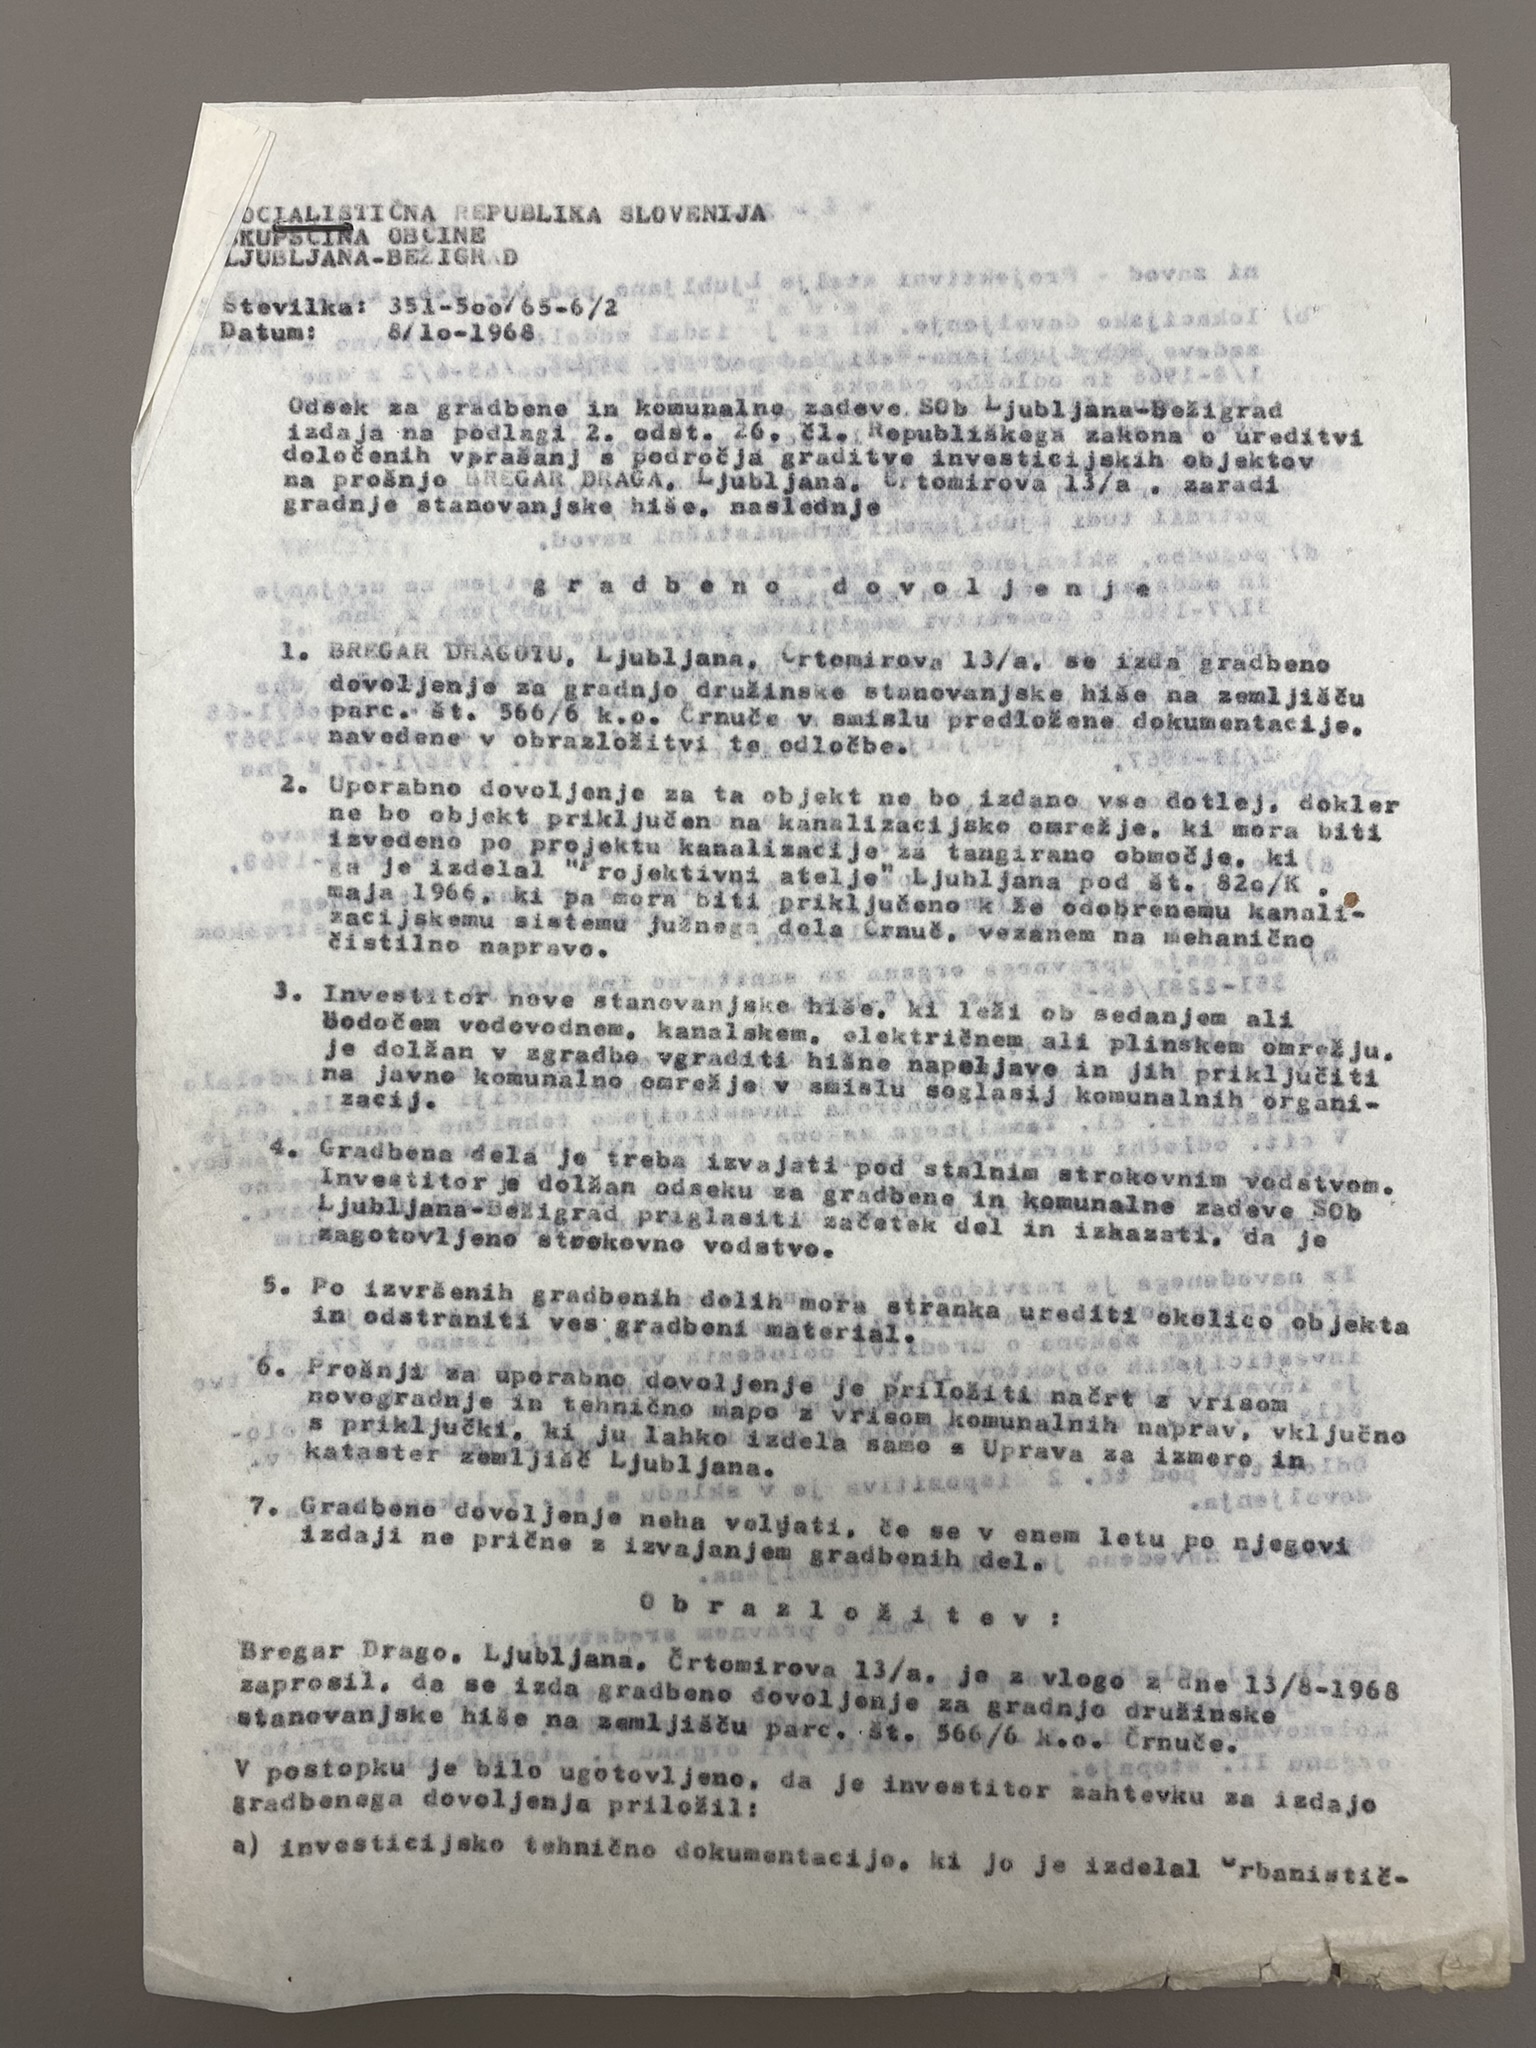 SOCIALISTIČNA REPUBLIKA SLOVENIJA
SKUPŠČINA OBČINE
LJUBLJANA-BEŽIGRAD
Številka: 351-5oo/65-6/2
Datum: 8/1o-1968
Odsek za gradbene in komunalne zadeve SOb Ljubljana-Bežigrad
izdaja na podlagi 2. odst. 26. čl. Republiškega zakona o ureditvi
določenih vprašanj s področja graditve investicijskih objektov
na prošnjo BREGAR DRAGA, Ljubljana, Črtomirova 13/a , zaradi
gradnje stanovanjske hiše, naslednje
g r a d b e n o   d o v o l j e n j e
1. BREGAR DRAGOTU, Ljubljana, Črtomirova 13/a, se izda gradbeno
dovoljenje za gradnjo družinske stanovanjske hiše na zemljišču
parc. št. 566/6 k.o. Črnuče v smislu predložene dokumentacije,
navedene v obrazložitvi te odločbe.
2. Uporabno dovoljenje za ta objekt ne bo izdano vse dotlej, dokler
ne bo objekt priključen na kanalizacijsko omrežje, ki mora biti
izvedeno po projektu kanalizacije za tangirano območje, ki
ga je izdelal "Projektivni atelje" Ljubljana pod št. 82o/K ,
maja 1966, ki pa mora biti priključeno k že odobrenemu kanali-
zacijskemu sistemu južnega dela Črnuč, vezanem na mehanično
čistilno napravo.
3. Investitor nove stanovanjske hiše, ki leži ob sedanjem ali
bodočem vodovodnem, kanalskem, električnem ali plinskem omrežju,
je dolžan v zgradbo vgraditi hišne napeljave in jih priključiti
na javno komunalno omrežje v smislu soglasij komunalnih organi-
zacij.
4. Gradbena dela je treba izvajati pod stalnim strokovnim vodstvom.
Investitor je dolžan odseku za gradbene in komunalne zadeve SOb
Ljubljana-Bežigrad priglasiti začetek del in izkazati, da je
zagotovljeno strokovno vodstvo.
5. Po izvršenih gradbenih delih mora stranka urediti okolico objekta
in odstraniti ves gradbeni material.
6. Prošnji za uporabno dovoljenje je priložiti načrt z vrisom
novogradnje in tehnično mapo z vrisom komunalnih naprav, vključno
s priključki, ki ju lahko izdela samo s Uprava za izmero in
kataster zemljišč Ljubljana.
7. Gradbeno dovoljenje neha veljati, če se v enem letu po njegovi
izdaji ne prične z izvajanjem gradbenih del.
O b r a z l o ž i t e v :
Bregar Drago, Ljubljana, Črtomirova 13/a, je z vlogo z dne 13/8-1968
zaprosil, da se izda gradbeno dovoljenje za gradnjo družinske
stanovanjske hiše na zemljišču parc. št. 566/6 k.o. Črnuče.
V postopku je bilo ugotovljeno, da je investitor zahtevku za izdajo
gradbenega dovoljenja priložil:
a) investicijsko tehnično dokumentacijo, ki jo je izdelal Urbanistič-